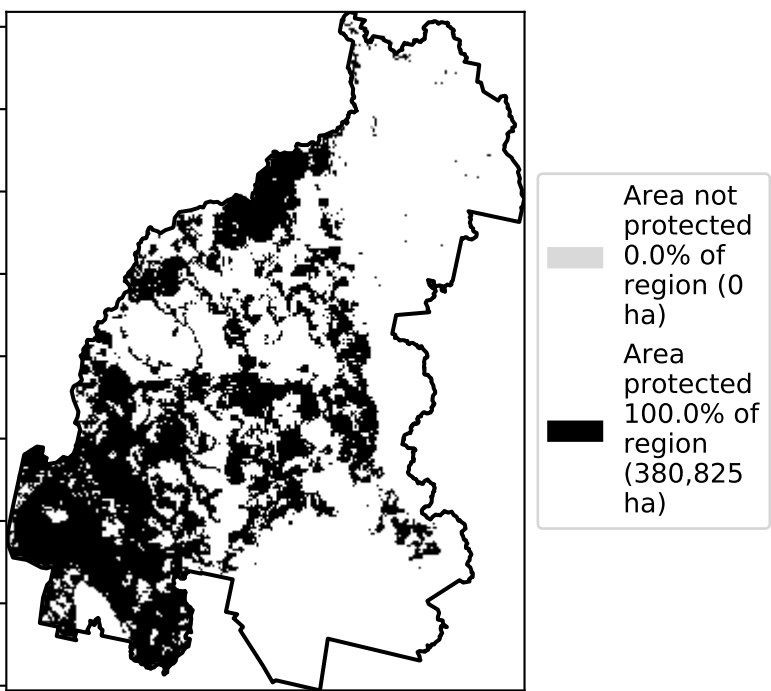 Area not
protected
0.0% of
region (0
ha)
Area
protected
100.0% of
region
(380,825
ha)